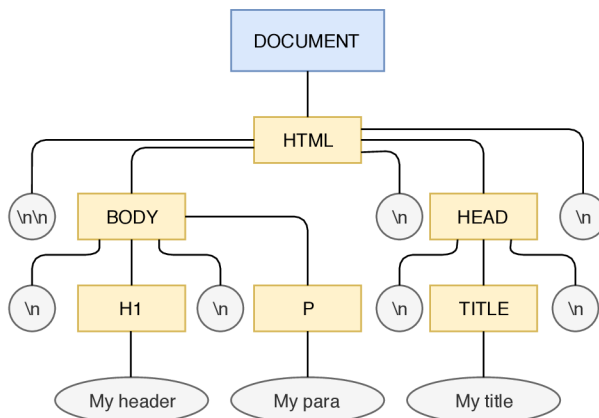 DOCUMENT
HTML
\n\n
BODY
\n
HEAD
\n
\n
H1
\n
P
\n
TITLE
\n
My header
My para
My title